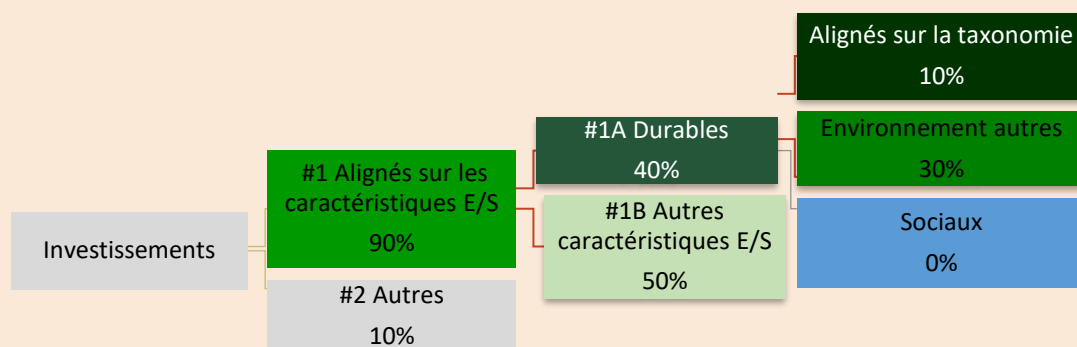 Investissements
#1 Alignés sur les
caractéristiques E/S
90%
#2 Autres
10%
#1A Durables
40%
#1B Autres
caractéristiques E/S
50%
Alignés sur la taxonomie
10%
Environnement autres
30%
Sociaux
0%